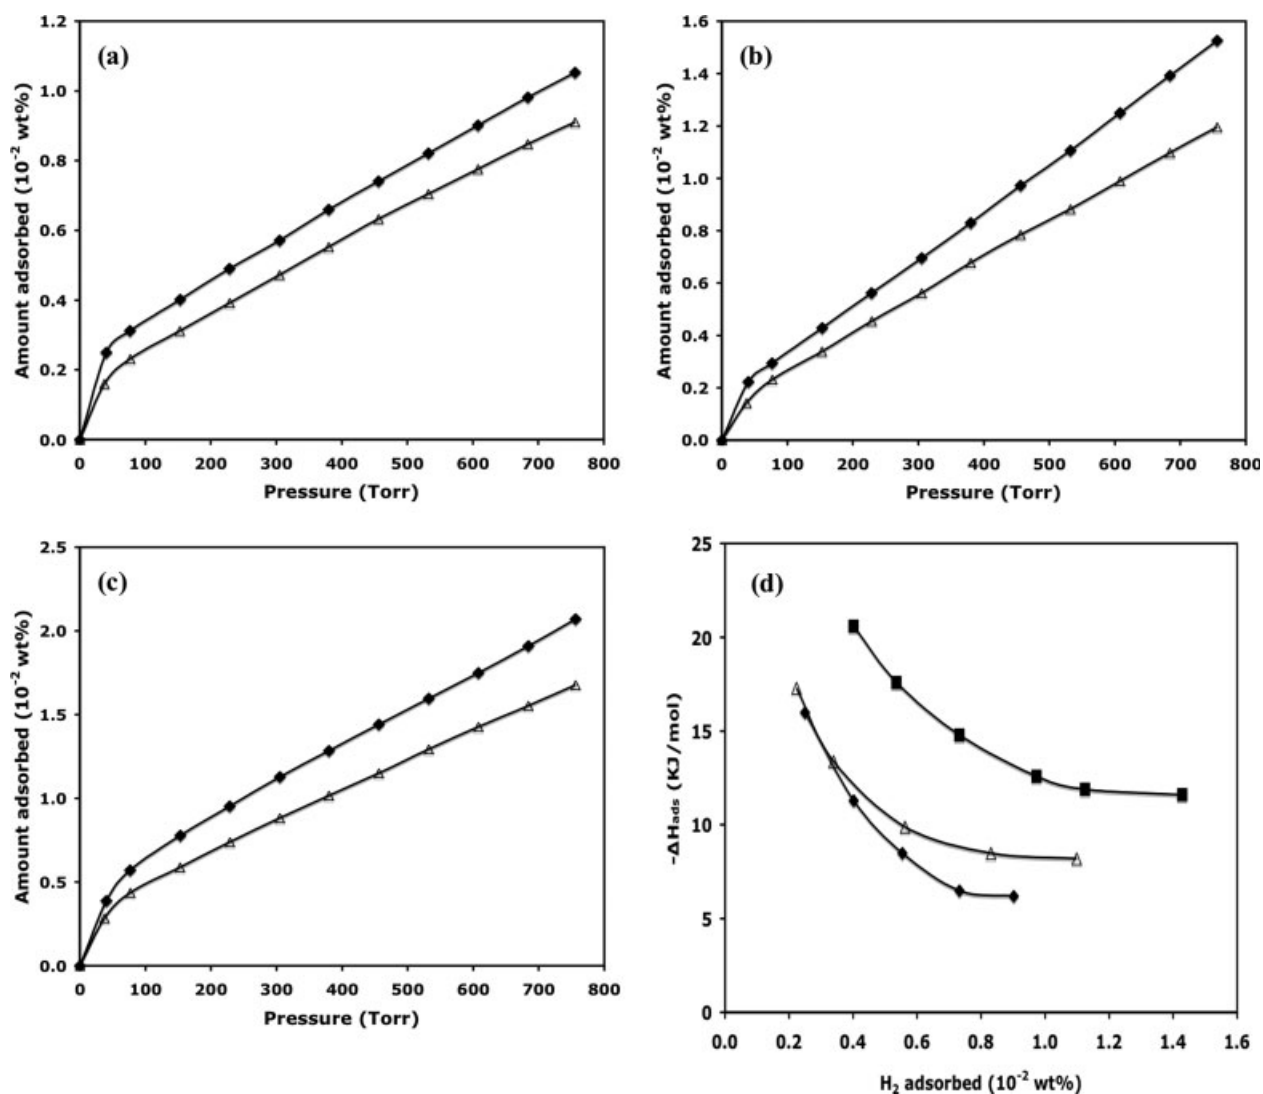 (a)
Amount adsorbed (10⁻² wt%)
1.2
1.0
0.8
0.6
0.4
0.2
0.0
0 100 200 300 400 500 600 700 800
Pressure (Torr)
(b)
Amount adsorbed (10⁻² wt%)
1.6
1.4
1.2
1.0
0.8
0.6
0.4
0.2
0.0
0 100 200 300 400 500 600 700 800
Pressure (Torr)
(c)
Amount adsorbed (10⁻² wt%)
2.5
2.0
1.5
1.0
0.5
0.0
0 100 200 300 400 500 600 700 800
Pressure (Torr)
(d)
-ΔHₐdₛ (KJ/mol)
25
20
15
10
5
0
0.0 0.2 0.4 0.6 0.8 1.0 1.2 1.4 1.6
H₂ adsorbed (10⁻² wt%)